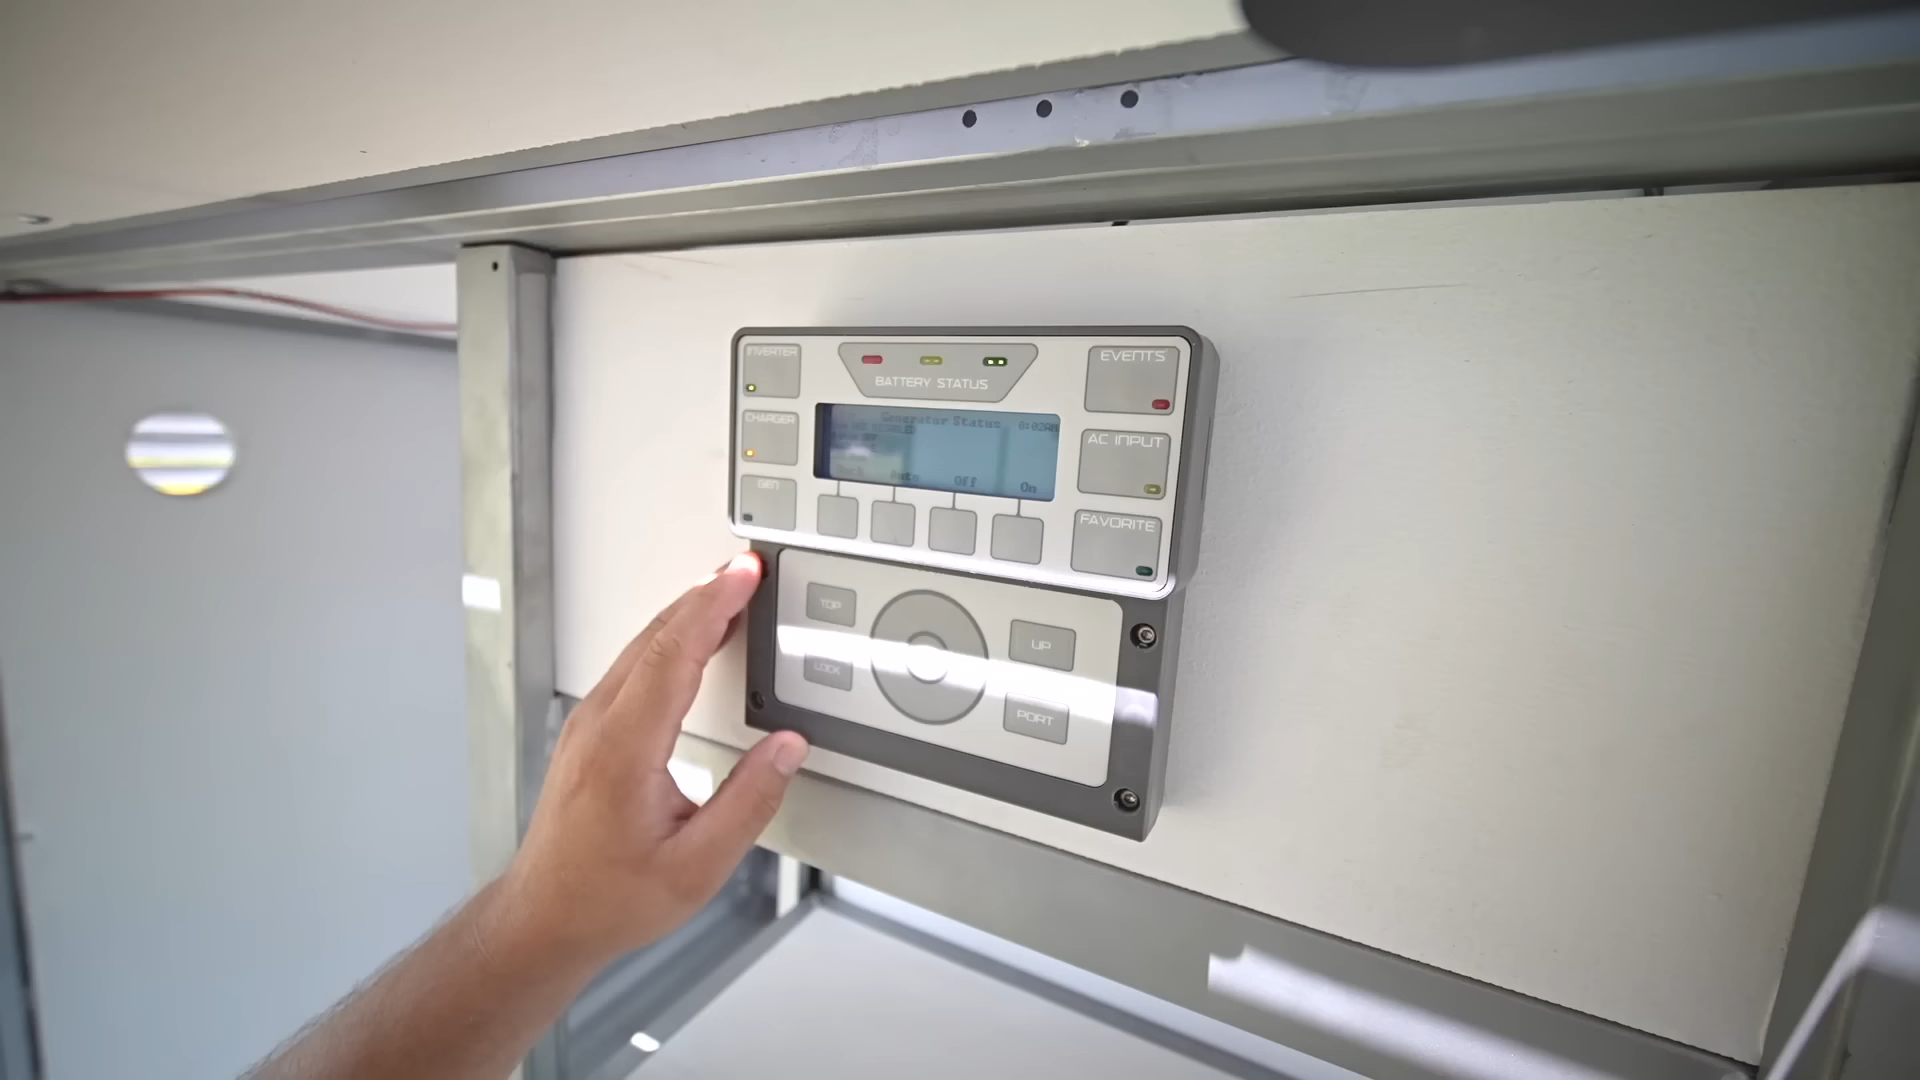 INVERTER
BATTERY STATUS
EVENTS
CHARGER
Generator Status 6:02AM
AC INPUT
GEN
Auto Off On
FAVORITE
TOP
UP
LOCK
PORT